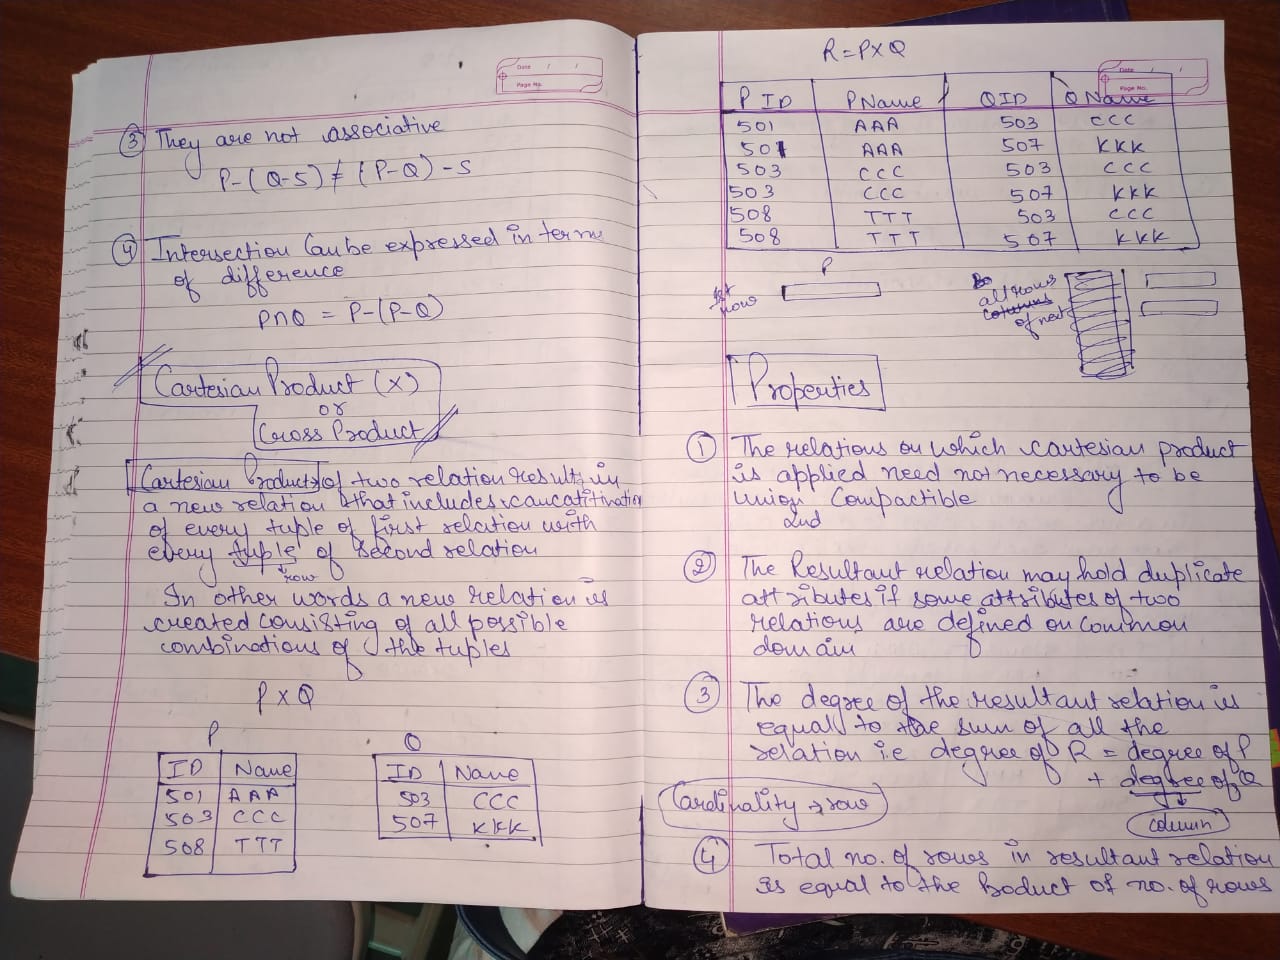 Date / /
Page No.
③ They are not associative
P-(Q-S) ≠ (P-Q)-S
④ Intersection Can be expressed in terms
of difference
P∩Q = P-(P-Q)
Cartesian Product (X)
or
Cross Product
Cartesian Product → of two relation results in
a new relation that includes concatitination
of every tuple of first relation with
every tuple of second relation
↓ row
In other words a new relation is
created consisting of all possible
combinations of the tuples
P X Q
P
ID Name
501 AAA
503 CCC
508 TTT
Q
ID Name
503 CCC
507 KKK
R = P X Q
Date / /
Page No.
P ID P Name Q ID Q Name
501 AAA 503 CCC
501 AAA 507 KKK
503 CCC 503 CCC
503 CCC 507 KKK
508 TTT 503 CCC
508 TTT 507 KKK
P
1st
row
all rows
columns
of next
Properties
① The relations on which cartesian product
is applied need not necessary to be
Union Compactible
2nd
② The Resultant relation may hold duplicate
attributes if some attributes of two
relations are defined on common
domain
③ The degree of the resultant relation is
equal to the sum of all the
relation i.e degree of R = degree of P
+ degree of Q
↓
column
Cardinality → row
④ Total no. of rows in resultant relation
is equal to the Product of no. of rows